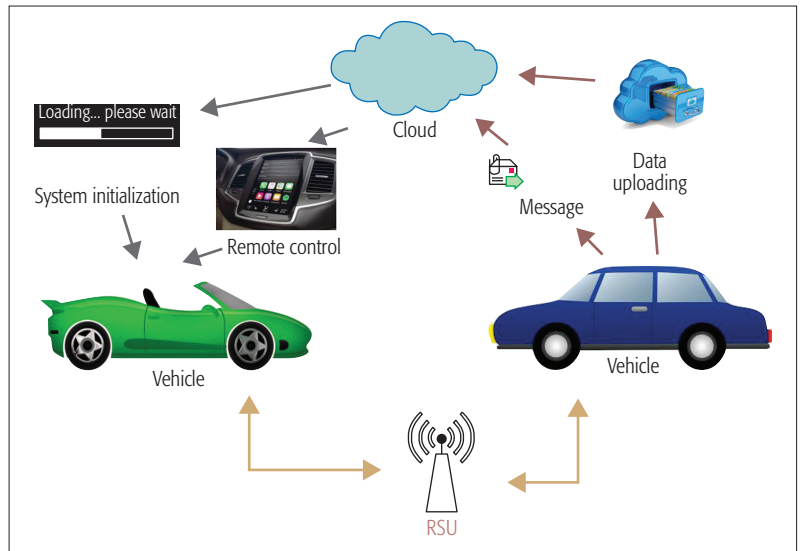 Loading... please wait
Cloud
Data
uploading
System initialization
Message
Remote control
Vehicle
Vehicle
RSU